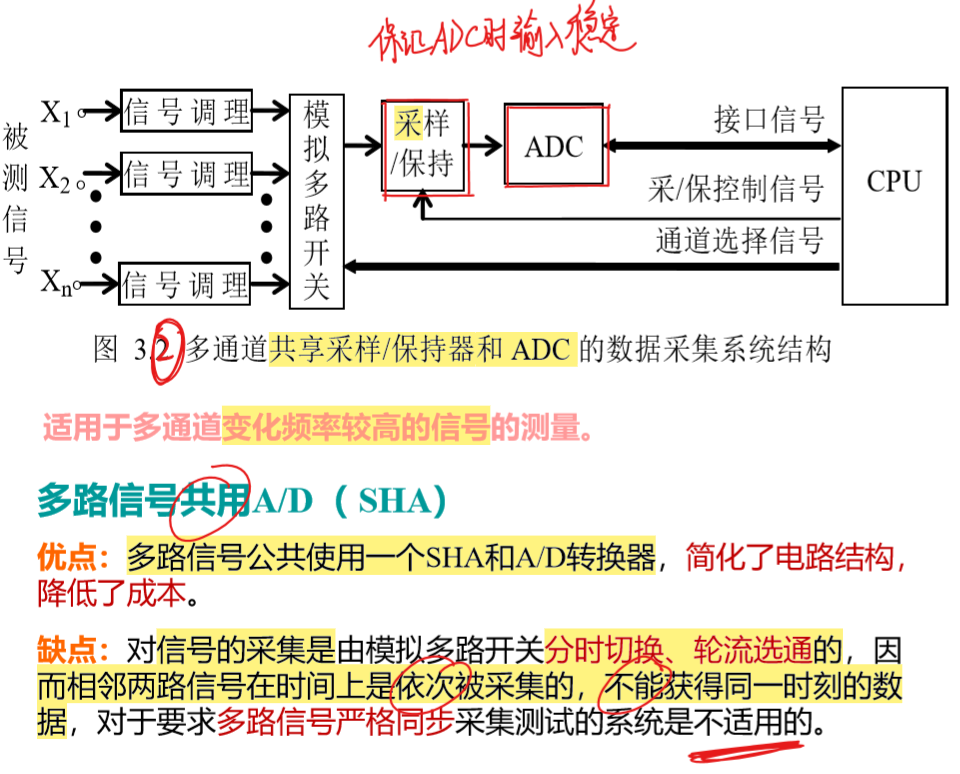 保证ADC时输入稳定
被测信号
X1
信号调理
X2
信号调理
Xn
信号调理
模拟多路开关
采样
/保持
ADC
接口信号
采/保控制信号
通道选择信号
CPU
图 3.2 多通道共享采样/保持器和 ADC 的数据采集系统结构
适用于多通道变化频率较高的信号的测量。
多路信号共用A/D（SHA）
优点：多路信号公共使用一个SHA和A/D转换器，简化了电路结构，
降低了成本。
缺点：对信号的采集是由模拟多路开关分时切换、轮流选通的，因
而相邻两路信号在时间上是依次被采集的，不能获得同一时刻的数
据，对于要求多路信号严格同步采集测试的系统是不适用的。